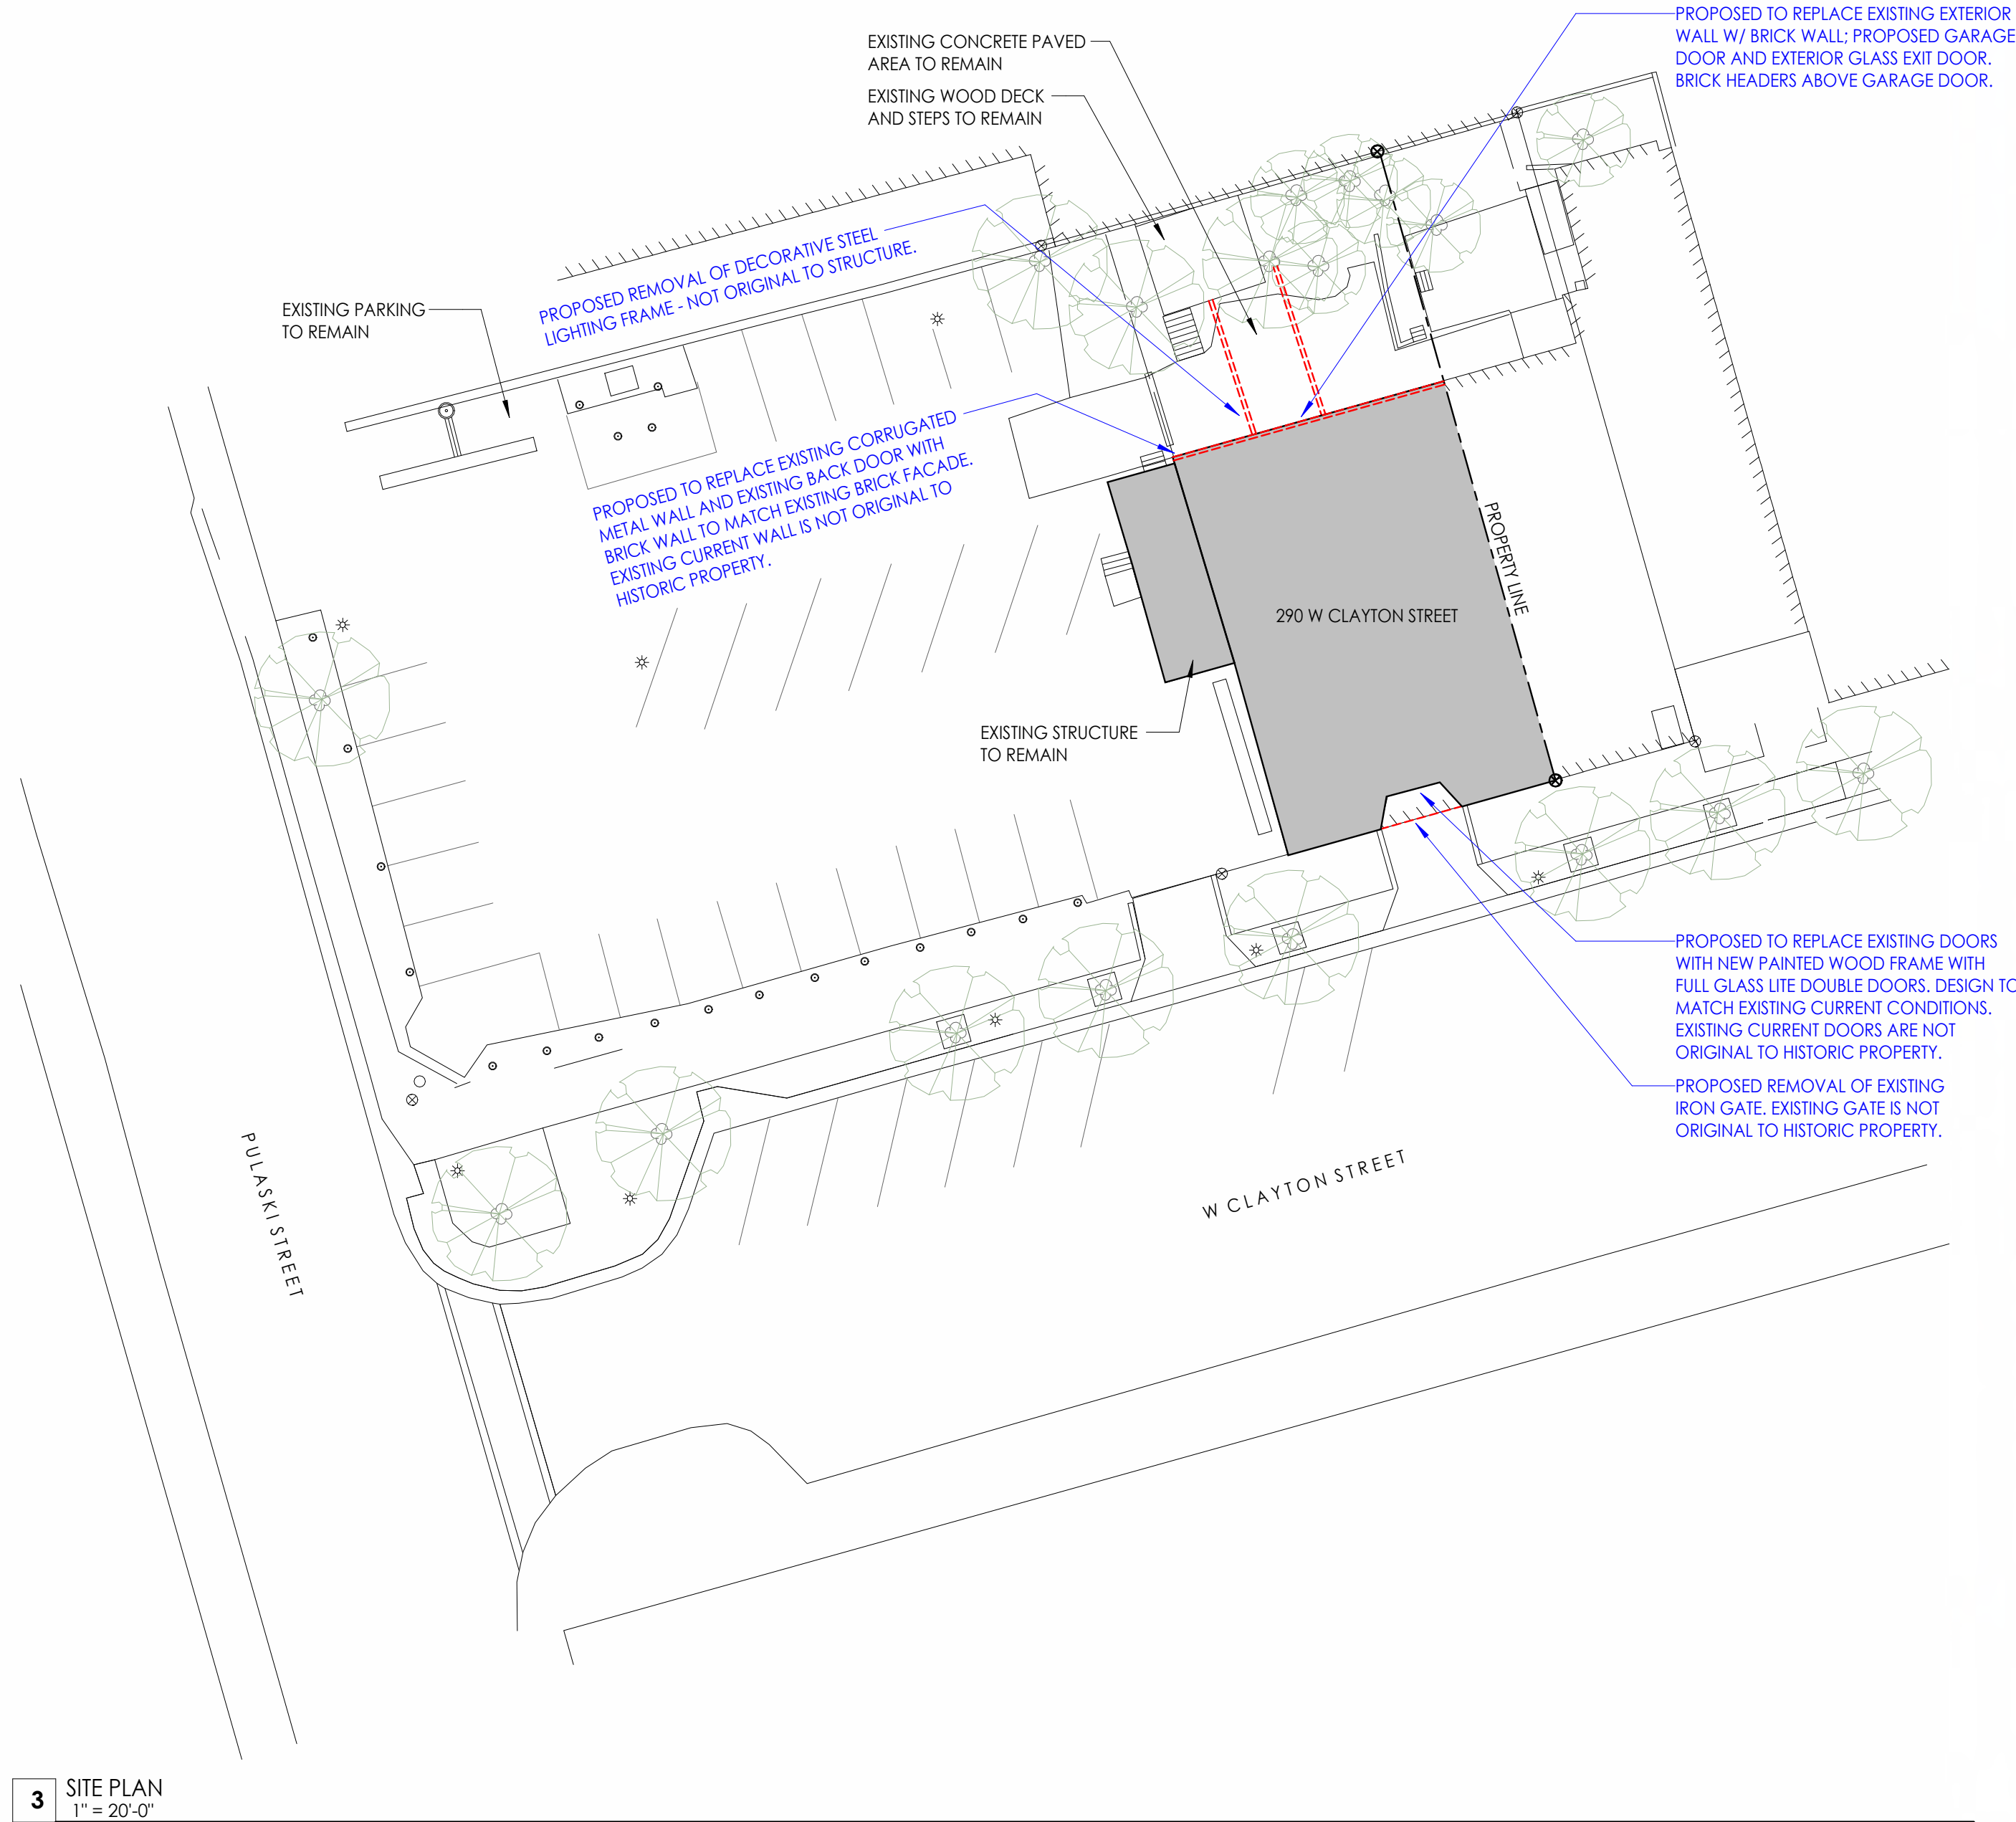 PROPOSED TO REPLACE EXISTING EXTERIOR
WALL W/ BRICK WALL; PROPOSED GARAGE
DOOR AND EXTERIOR GLASS EXIT DOOR.
BRICK HEADERS ABOVE GARAGE DOOR.
EXISTING CONCRETE PAVED
AREA TO REMAIN
EXISTING WOOD DECK
AND STEPS TO REMAIN
PROPOSED REMOVAL OF DECORATIVE STEEL
LIGHTING FRAME - NOT ORIGINAL TO STRUCTURE.
EXISTING PARKING
TO REMAIN
PROPOSED TO REPLACE EXISTING CORRUGATED
METAL WALL AND EXISTING BACK DOOR WITH
BRICK WALL TO MATCH EXISTING BRICK FACADE.
EXISTING CURRENT WALL IS NOT ORIGINAL TO
HISTORIC PROPERTY.
PROPERTY LINE
290 W CLAYTON STREET
EXISTING STRUCTURE
TO REMAIN
PROPOSED TO REPLACE EXISTING DOORS
WITH NEW PAINTED WOOD FRAME WITH
FULL GLASS LITE DOUBLE DOORS. DESIGN TO
MATCH EXISTING CURRENT CONDITIONS.
EXISTING CURRENT DOORS ARE NOT
ORIGINAL TO HISTORIC PROPERTY.
PROPOSED REMOVAL OF EXISTING
IRON GATE. EXISTING GATE IS NOT
ORIGINAL TO HISTORIC PROPERTY.
PULASKI STREET
W CLAYTON STREET
3 SITE PLAN
1" = 20'-0"